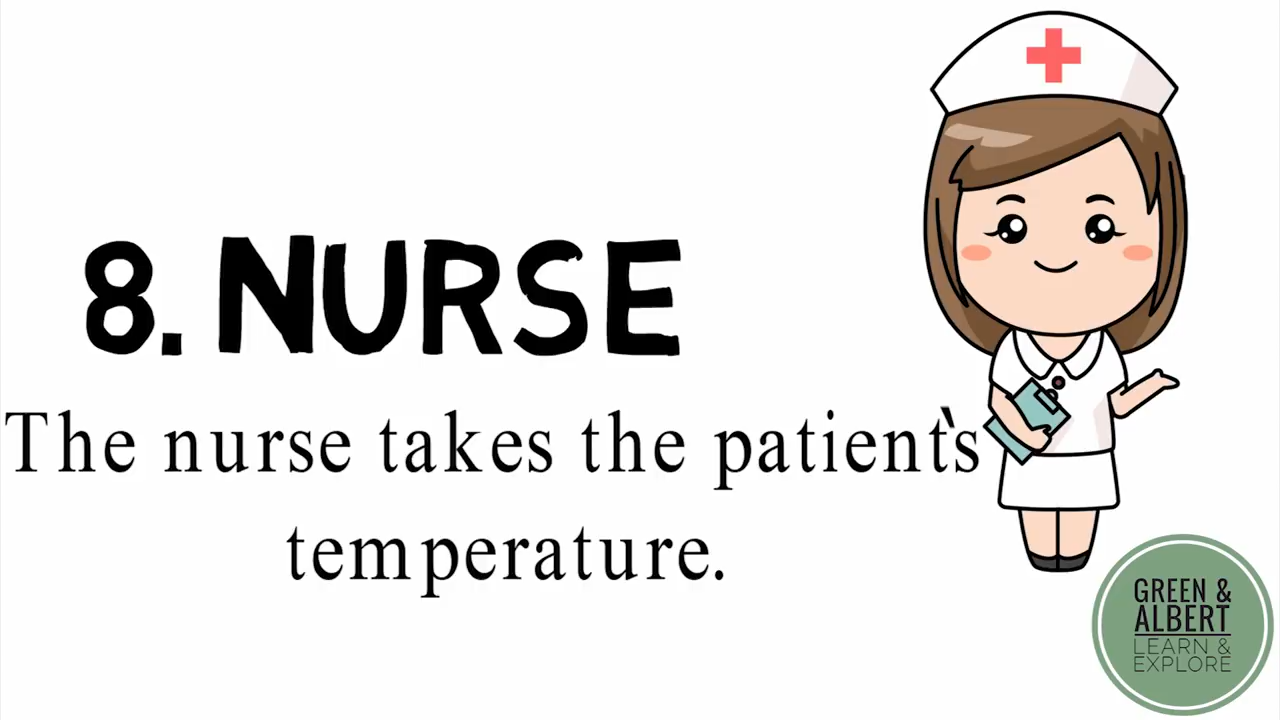 8. NURSE
The nurse takes the patient`s
temperature.
GREEN &
ALBERT
LEARN &
EXPLORE